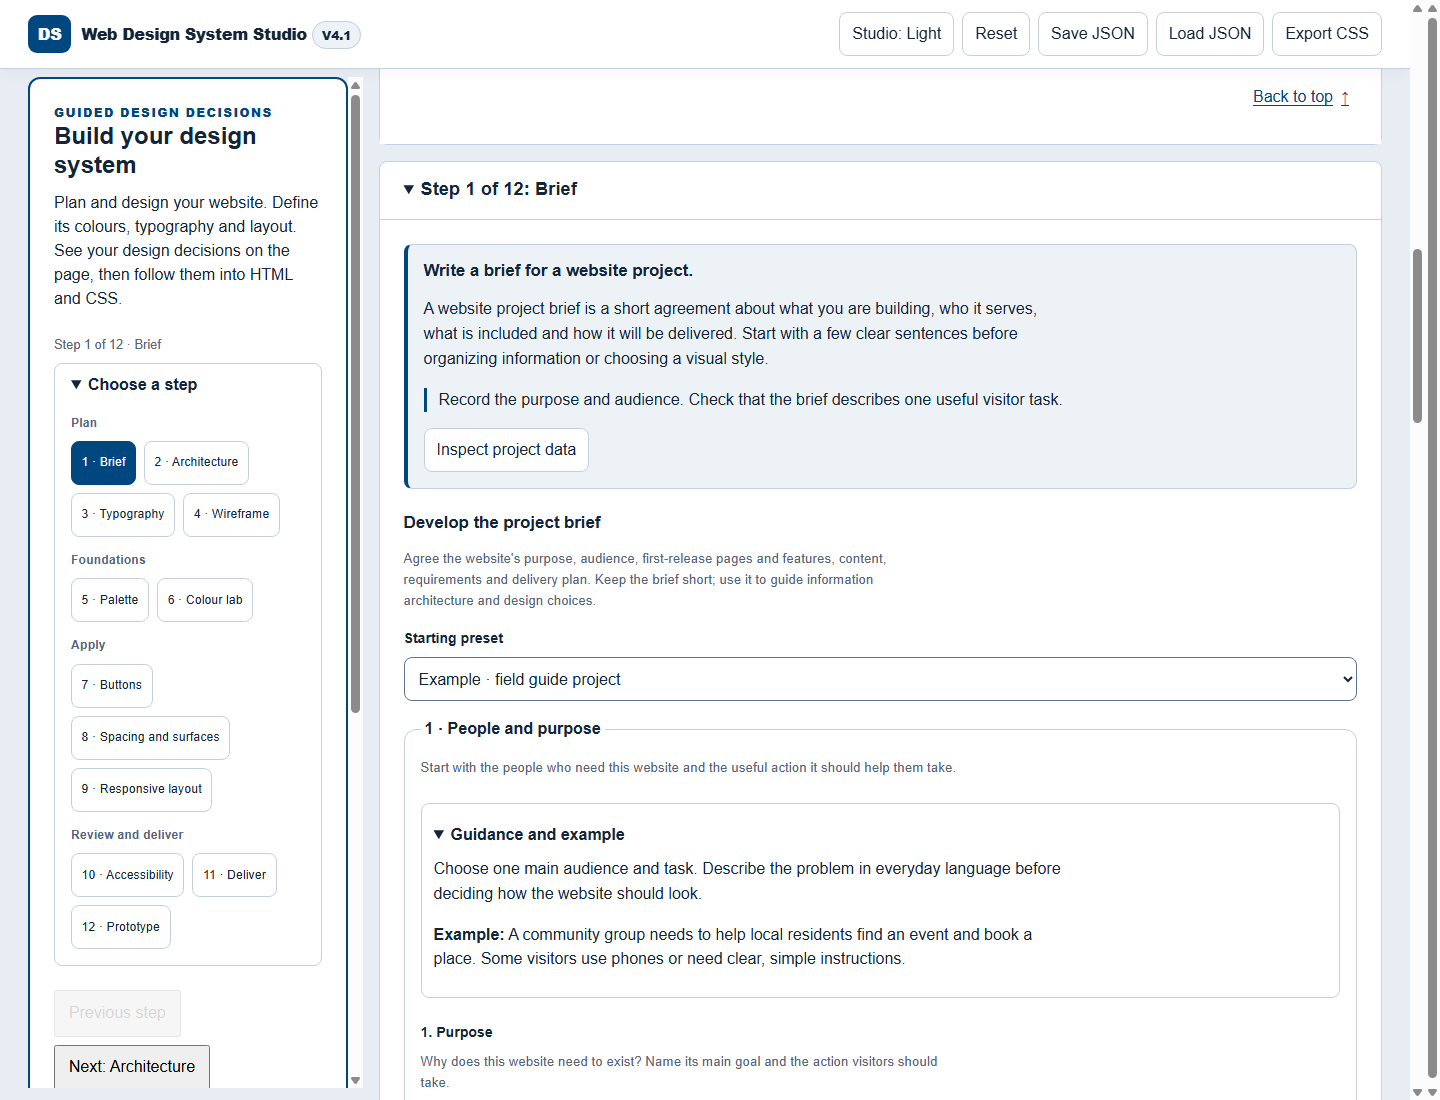 DS Web Design System Studio V4.1
Studio: Light
Reset
Save JSON
Load JSON
Export CSS
GUIDED DESIGN DECISIONS
Build your design
system
Plan and design your website. Define
its colours, typography and layout.
See your design decisions on the
page, then follow them into HTML
and CSS.
Step 1 of 12 · Brief
▼ Choose a step
Plan
1 · Brief
2 · Architecture
3 · Typography
4 · Wireframe
Foundations
5 · Palette
6 · Colour lab
Apply
7 · Buttons
8 · Spacing and surfaces
9 · Responsive layout
Review and deliver
10 · Accessibility
11 · Deliver
12 · Prototype
Previous step
Next: Architecture
Back to top ↑
▼ Step 1 of 12: Brief
Write a brief for a website project.
A website project brief is a short agreement about what you are building, who it serves,
what is included and how it will be delivered. Start with a few clear sentences before
organizing information or choosing a visual style.
Record the purpose and audience. Check that the brief describes one useful visitor task.
Inspect project data
Develop the project brief
Agree the website's purpose, audience, first-release pages and features, content,
requirements and delivery plan. Keep the brief short; use it to guide information
architecture and design choices.
Starting preset
Example · field guide project
1 · People and purpose
Start with the people who need this website and the useful action it should help them take.
▼ Guidance and example
Choose one main audience and task. Describe the problem in everyday language before
deciding how the website should look.
Example: A community group needs to help local residents find an event and book a
place. Some visitors use phones or need clear, simple instructions.
1. Purpose
Why does this website need to exist? Name its main goal and the action visitors should
take.